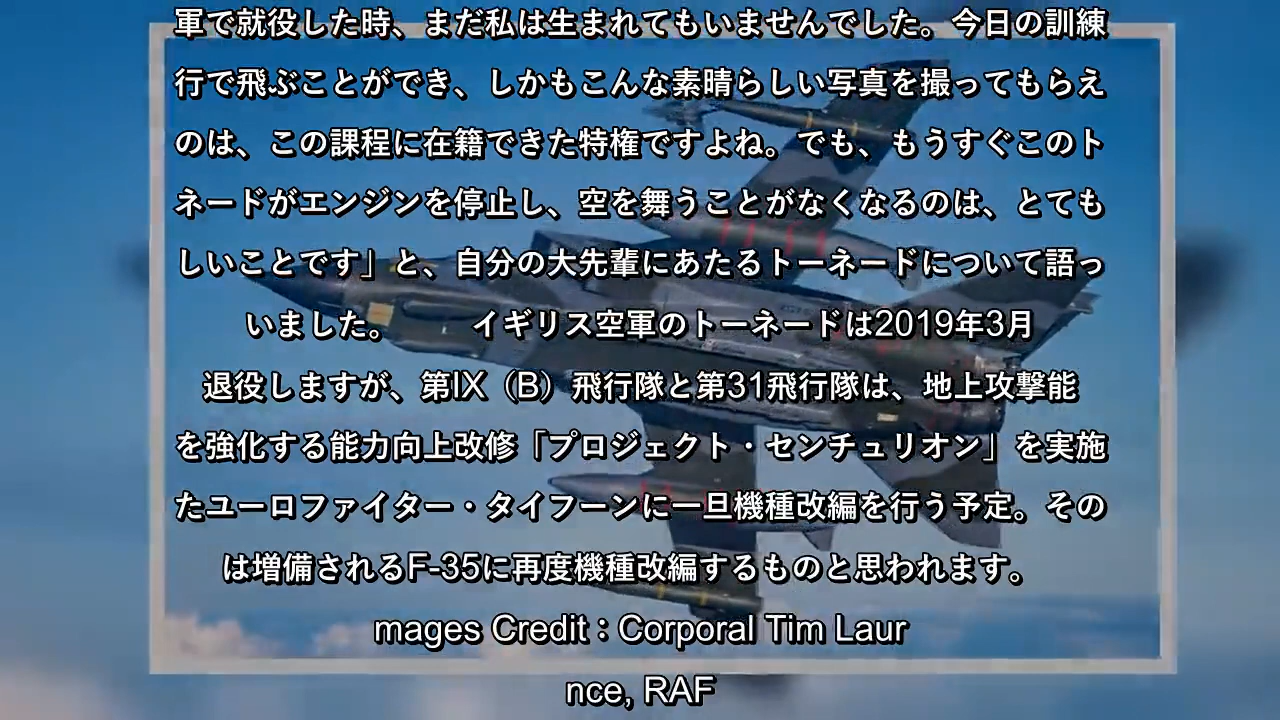 軍で就役した時、まだ私は生まれてもいませんでした。今日の訓練
行で飛ぶことができ、しかもこんな素晴らしい写真を撮ってもらえ
のは、この課程に在籍できた特権ですよね。でも、もうすぐこのト
ネードがエンジンを停止し、空を舞うことがなくなるのは、とても
しいことです」と、自分の大先輩にあたるトーネードについて語っ
いました。　　イギリス空軍のトーネードは2019年3月
退役しますが、第IX（B）飛行隊と第31飛行隊は、地上攻撃能
を強化する能力向上改修「プロジェクト・センチュリオン」を実施
たユーロファイター・タイフーンに一旦機種改編を行う予定。その
は増備されるF-35に再度機種改編するものと思われます。
mages Credit：Corporal Tim Laur
nce, RAF